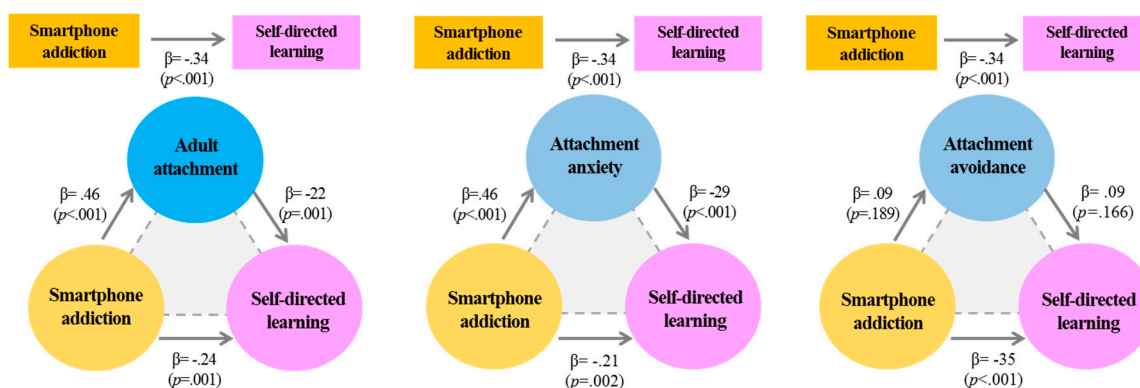 Smartphone
addiction
Self-directed
learning
β= -.34
(p<.001)
Adult
attachment
β= .46
(p<.001)
β= -22
(p=.001)
Smartphone
addiction
Self-directed
learning
β= -.24
(p=.001)
Smartphone
addiction
Self-directed
learning
β= -.34
(p<.001)
Attachment
anxiety
β= .46
(p<.001)
β= -29
(p<.001)
Smartphone
addiction
Self-directed
learning
β= -.21
(p=.002)
Smartphone
addiction
Self-directed
learning
β= -.34
(p<.001)
Attachment
avoidance
β= .09
(p=.189)
β= .09
(p=.166)
Smartphone
addiction
Self-directed
learning
β= -35
(p<.001)